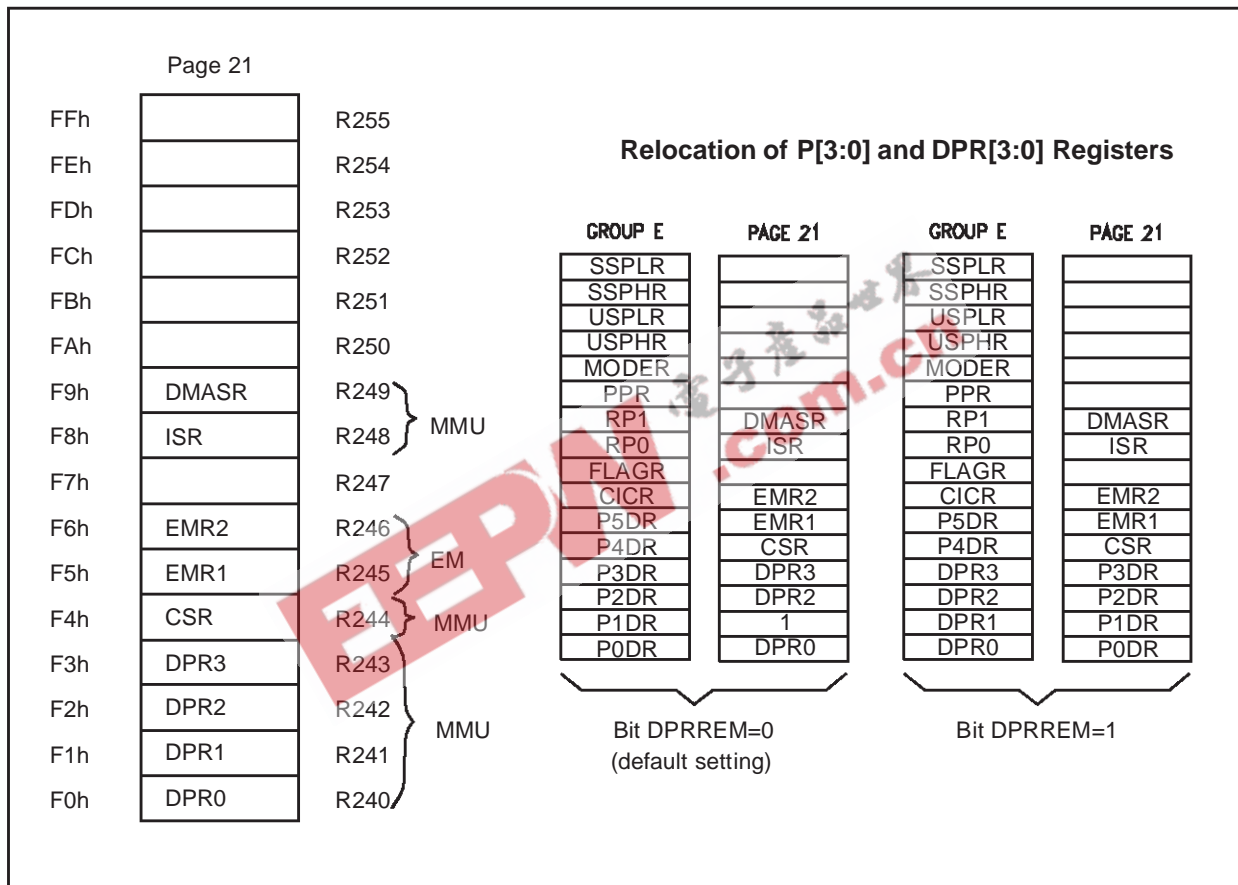 Page 21
FFh R255
FEh R254
FDh R253
FCh R252
FBh R251
FAh R250
F9h DMASR R249
F8h ISR R248
MMU
F7h R247
F6h EMR2 R246
F5h EMR1 R245
EM
F4h CSR R244 MMU
F3h DPR3 R243
F2h DPR2 R242
F1h DPR1 R241
F0h DPR0 R240
MMU
Relocation of P[3:0] and DPR[3:0] Registers
GROUP E PAGE 21 GROUP E PAGE 21
SSPLR SSPLR
SSPHR SSPHR
USPLR USPLR
USPHR USPHR
MODER MODER
PPR PPR
RP1 DMASR RP1 DMASR
RP0 ISR RP0 ISR
FLAGR FLAGR
CICR EMR2 CICR EMR2
P5DR EMR1 P5DR EMR1
P4DR CSR P4DR CSR
P3DR DPR3 DPR3 P3DR
P2DR DPR2 DPR2 P2DR
P1DR 1 DPR1 P1DR
P0DR DPR0 DPR0 P0DR
Bit DPRREM=0 Bit DPRREM=1
(default setting)
EEPW 電子產品世界
.com.cn